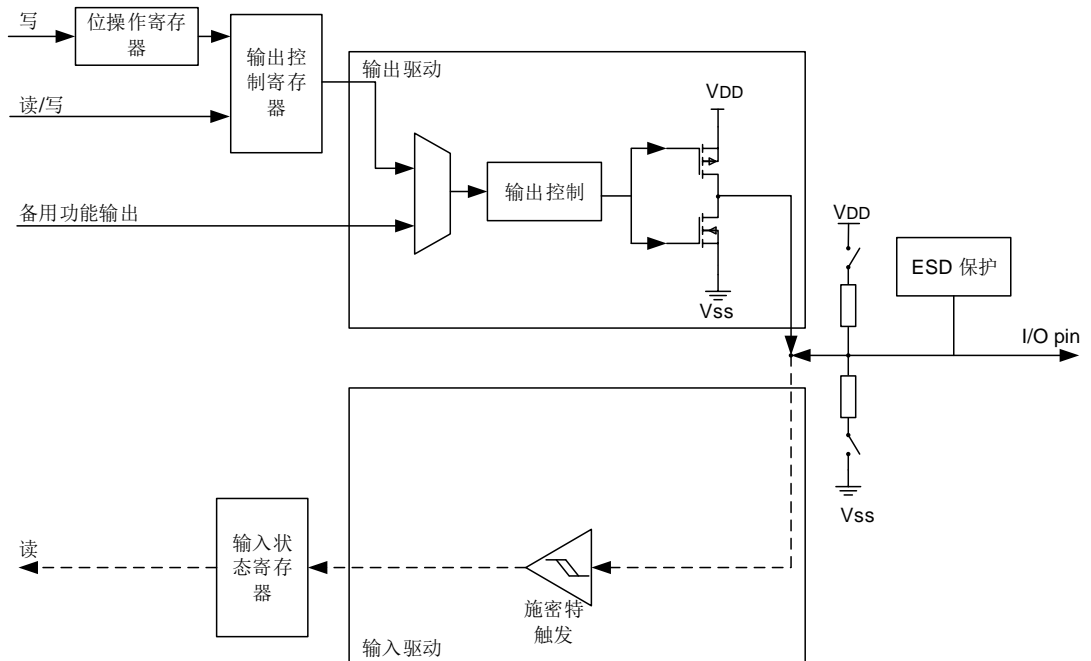 写
位操作寄存
器
输出控
制寄存
器
读/写
备用功能输出
输出驱动
输出控制
VDD
Vss
VDD
ESD 保护
I/O pin
Vss
读
输入状
态寄存
器
施密特
触发
输入驱动